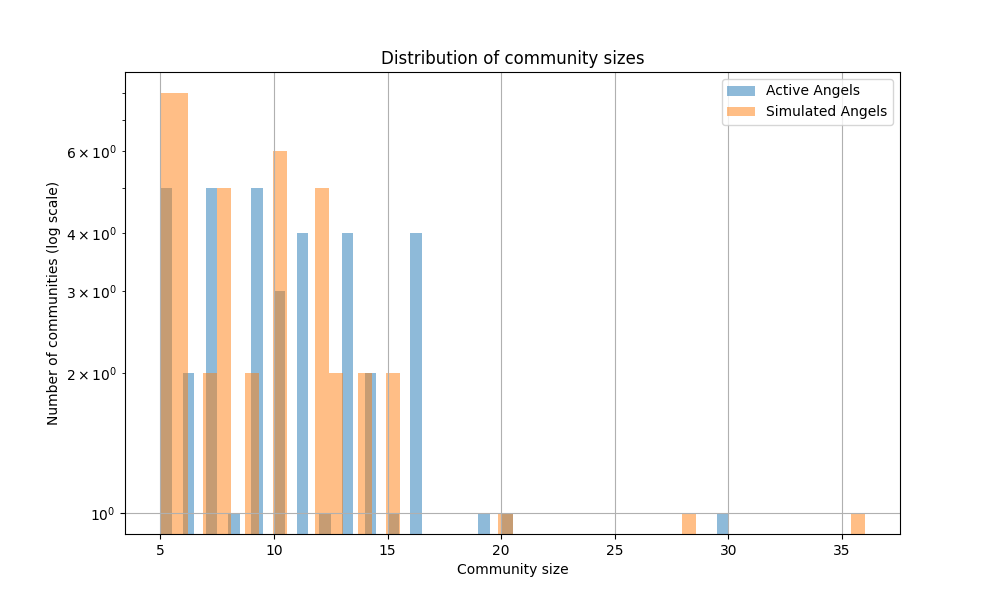 Distribution of community sizes
Active Angels
Simulated Angels
Number of communities (log scale)
6 × 10⁰
4 × 10⁰
3 × 10⁰
2 × 10⁰
10⁰
5 10 15 20 25 30 35
Community size